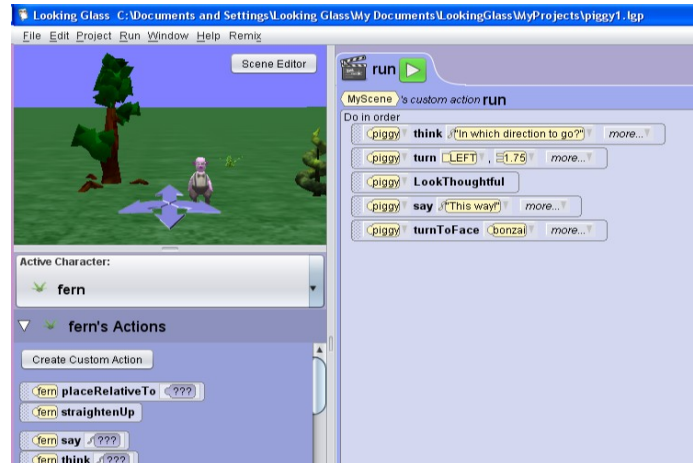 Looking Glass C:\Documents and Settings\Looking Glass\My Documents\LookingGlass\MyProjects\piggy1.lgp
File Edit Project Run Window Help Remix
Scene Editor
run
MyScene 's custom action run
Do in order
piggy think "In which direction to go?" more...
piggy turn LEFT , 1.75 more...
piggy LookThoughtful
piggy say "This way!" more...
piggy turnToFace bonzai more...
Active Character:
fern
fern's Actions
Create Custom Action
fern placeRelativeTo ???
fern straightenUp
fern say ???
fern think ???